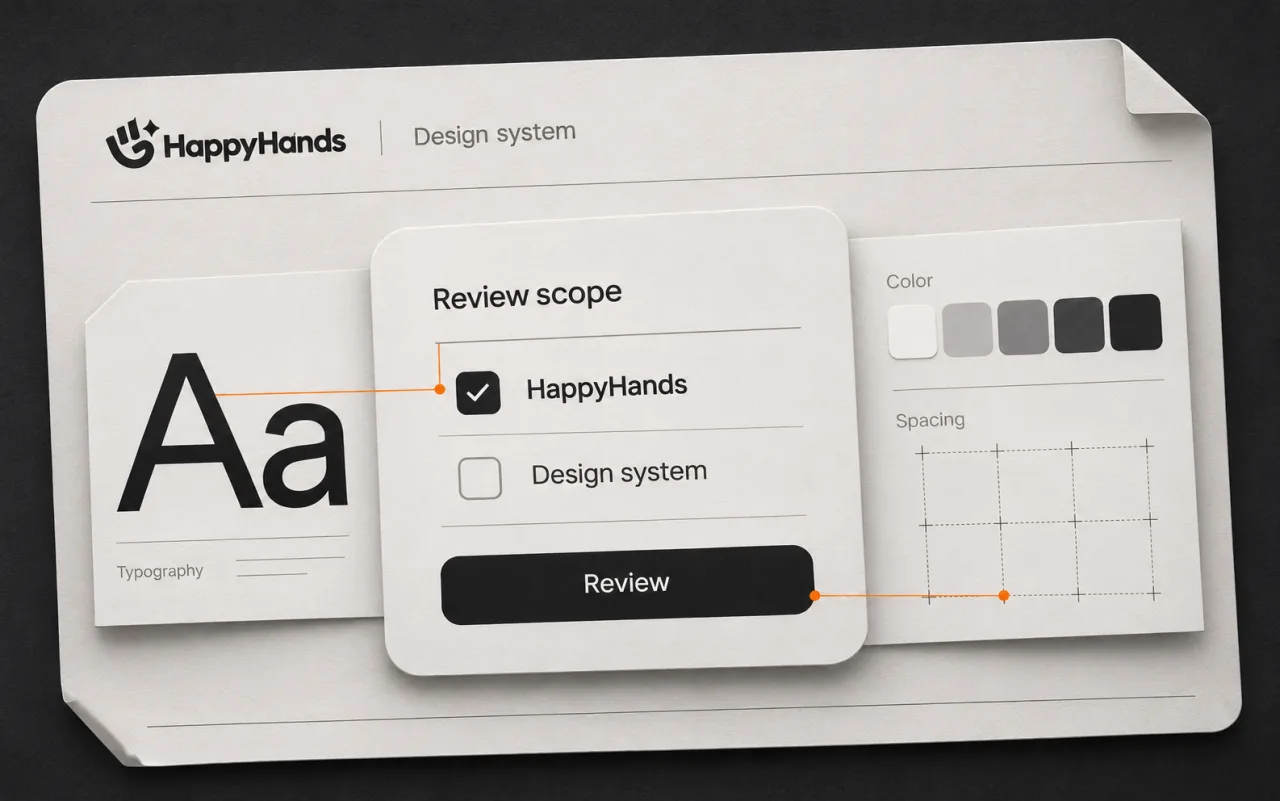 HappyHands
Design system
Aa
Typography
Review scope
HappyHands
Design system
Review
Color
Spacing